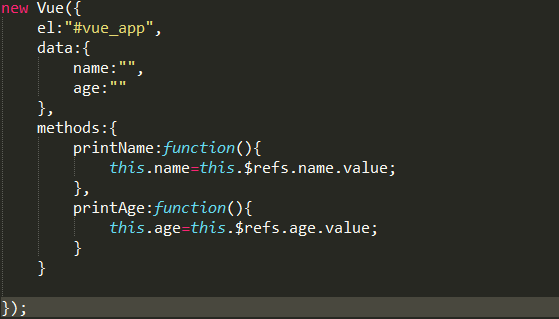 new Vue({
    el:"#vue_app",
    data:{
        name:"",
        age:""
    },
    methods:{
        printName:function(){
            this.name=this.$refs.name.value;
        },
        printAge:function(){
            this.age=this.$refs.age.value;
        }
    }

});